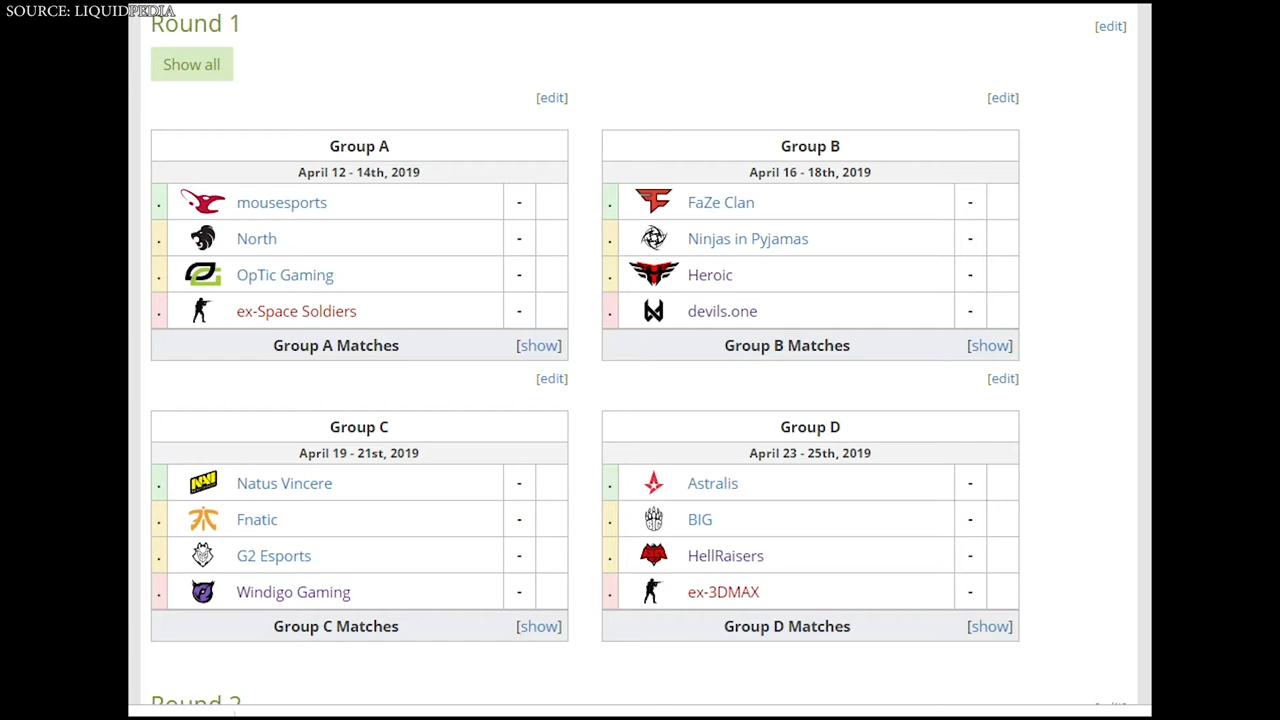 SOURCE: LIQUIDPEDIA
Round 1
[edit]
Show all
[edit]
[edit]
Group A
April 12 - 14th, 2019
. mousesports -
. North -
. OpTic Gaming -
. ex-Space Soldiers -
Group A Matches [show]
Group B
April 16 - 18th, 2019
. FaZe Clan -
. Ninjas in Pyjamas -
. Heroic -
. devils.one -
Group B Matches [show]
[edit]
[edit]
Group C
April 19 - 21st, 2019
. Natus Vincere -
. Fnatic -
. G2 Esports -
. Windigo Gaming -
Group C Matches [show]
Group D
April 23 - 25th, 2019
. Astralis -
. BIG -
. HellRaisers -
. ex-3DMAX -
Group D Matches [show]
Round 2